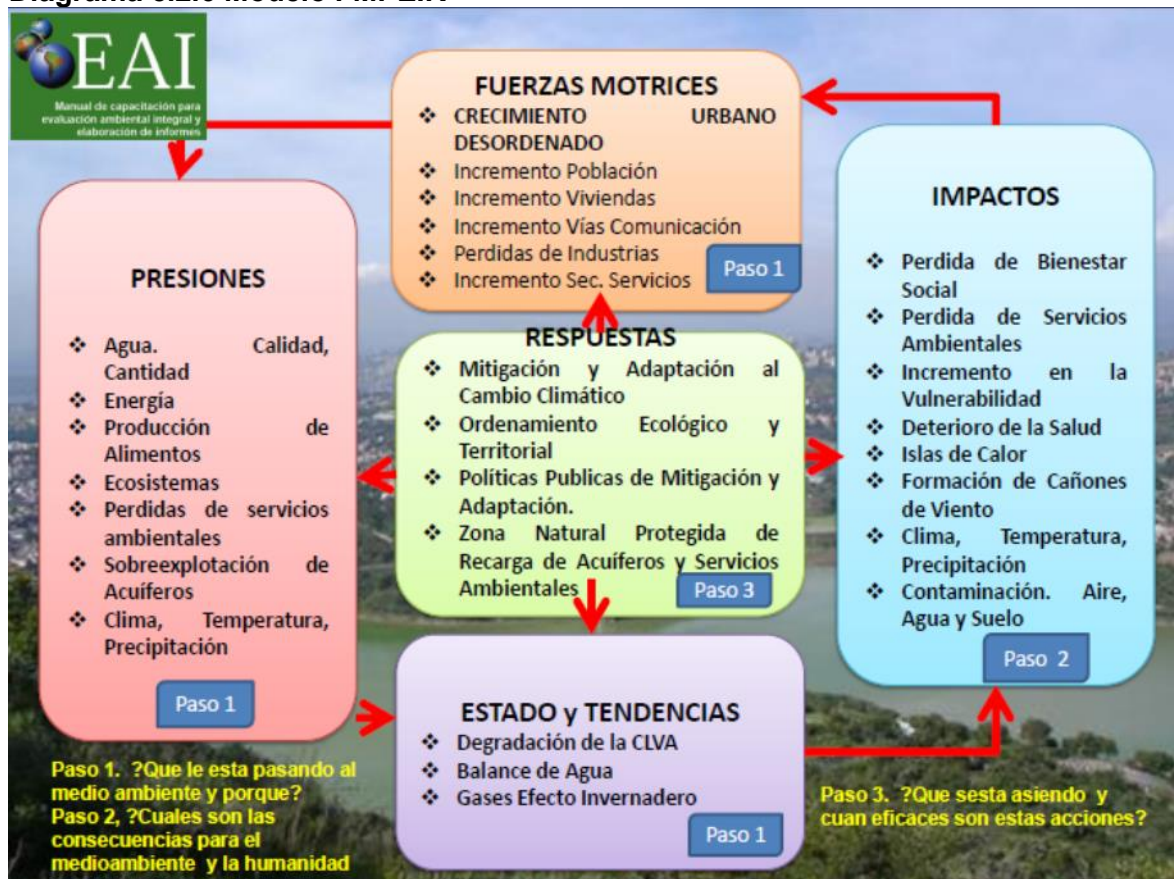 EAI
Manual de capacitación para
evaluación ambiental integral y
elaboración de informes
FUERZAS MOTRICES
❖ CRECIMIENTO URBANO
DESORDENADO
❖ Incremento Población
❖ Incremento Viviendas
❖ Incremento Vías Comunicación
❖ Perdidas de Industrias
❖ Incremento Sec. Servicios
Paso 1
PRESIONES
❖ Agua. Calidad,
Cantidad
❖ Energía
❖ Producción de
Alimentos
❖ Ecosistemas
❖ Perdidas de servicios
ambientales
❖ Sobreexplotación de
Acuíferos
❖ Clima, Temperatura,
Precipitación
Paso 1
RESPUESTAS
❖ Mitigación y Adaptación al
Cambio Climático
❖ Ordenamiento Ecológico y
Territorial
❖ Políticas Publicas de Mitigación y
Adaptación.
❖ Zona Natural Protegida de
Recarga de Acuíferos y Servicios
Ambientales
Paso 3
IMPACTOS
❖ Perdida de Bienestar
Social
❖ Perdida de Servicios
Ambientales
❖ Incremento en la
Vulnerabilidad
❖ Deterioro de la Salud
❖ Islas de Calor
❖ Formación de Cañones
de Viento
❖ Clima, Temperatura,
Precipitación
❖ Contaminación. Aire,
Agua y Suelo
Paso 2
ESTADO y TENDENCIAS
❖ Degradación de la CLVA
❖ Balance de Agua
❖ Gases Efecto Invernadero
Paso 1
Paso 1. ?Que le esta pasando al
medio ambiente y porque?
Paso 2, ?Cuales son las
consecuencias para el
medioambiente y la humanidad
Paso 3. ?Que sesta asiendo y
cuan eficaces son estas acciones?